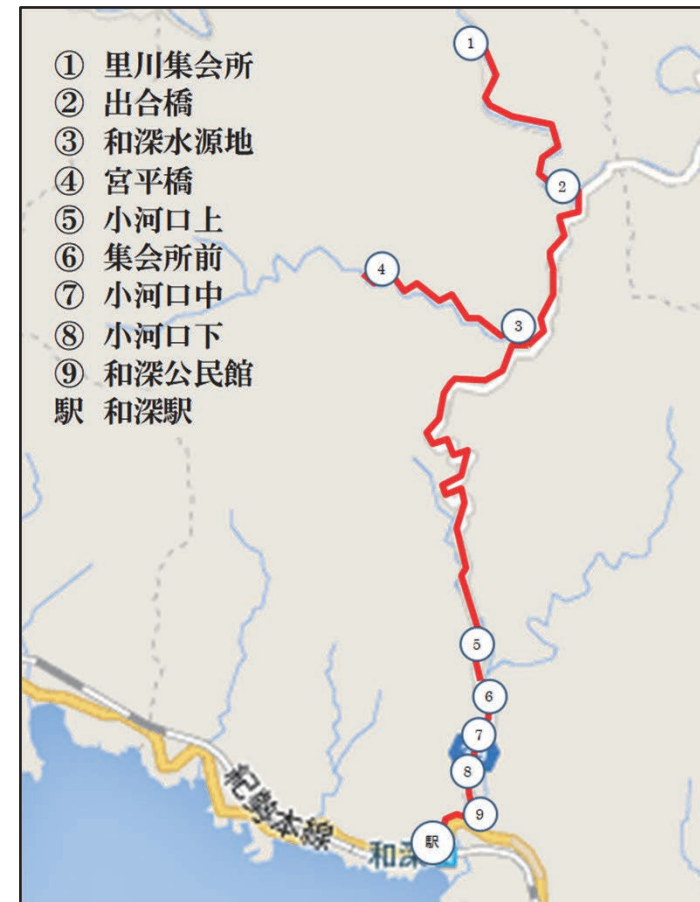 ① 里川集会所
② 出合橋
③ 和深水源地
④ 宮平橋
⑤ 小河口上
⑥ 集会所前
⑦ 小河口中
⑧ 小河口下
⑨ 和深公民館
駅 和深駅
1
2
4
3
5
6
7
8
9
駅
紀勢本線
和深